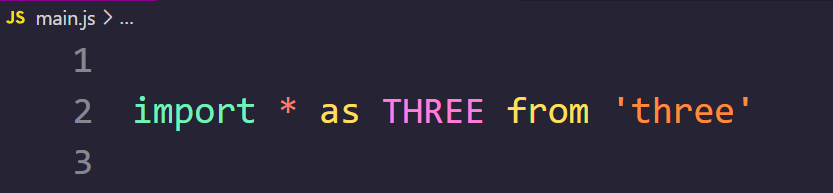 JS main.js > ...
1
2 import * as THREE from 'three'
3